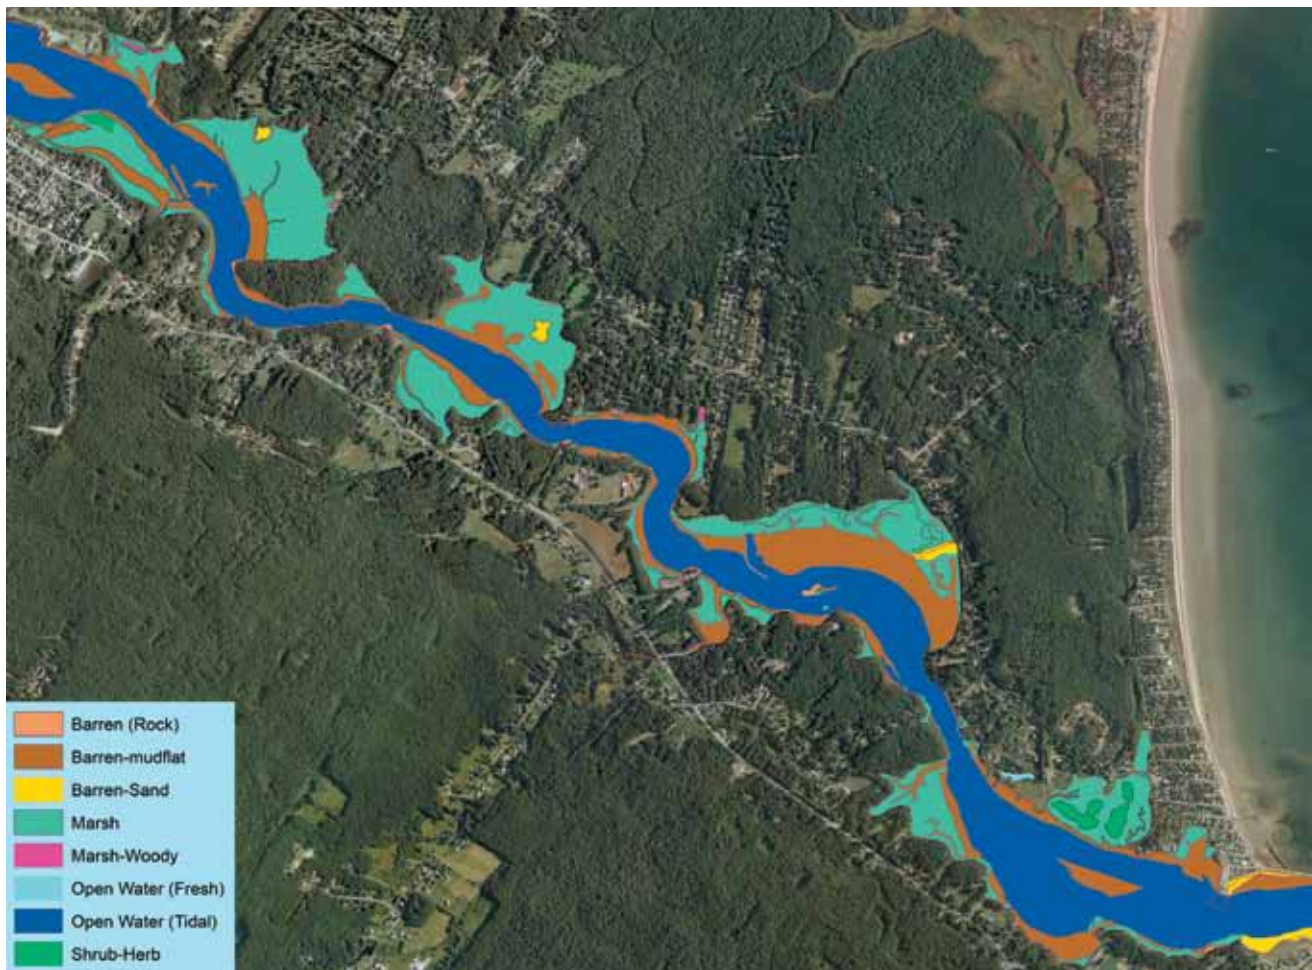 Barren (Rock)
Barren-mudflat
Barren-Sand
Marsh
Marsh-Woody
Open Water (Fresh)
Open Water (Tidal)
Shrub-Herb